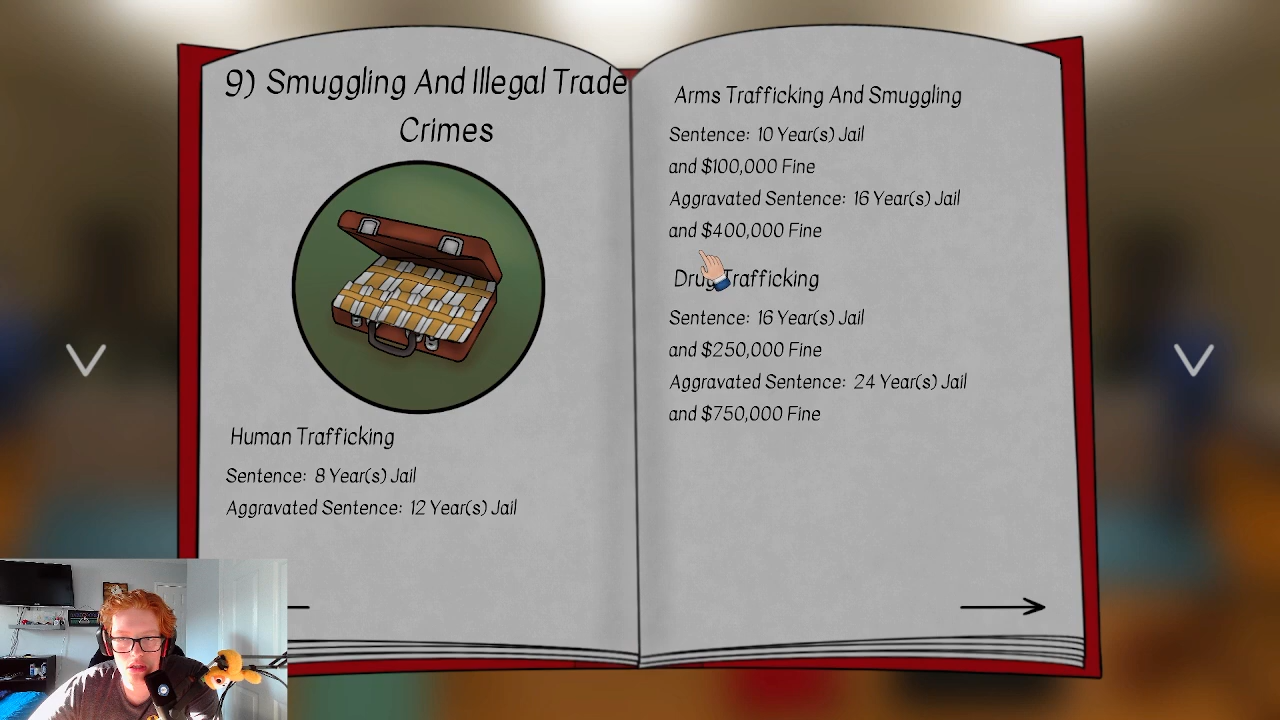 9) Smuggling And Illegal Trade
Crimes
Human Trafficking
Sentence: 8 Year(s) Jail
Aggravated Sentence: 12 Year(s) Jail
Arms Trafficking And Smuggling
Sentence: 10 Year(s) Jail
and $100,000 Fine
Aggravated Sentence: 16 Year(s) Jail
and $400,000 Fine
Drug Trafficking
Sentence: 16 Year(s) Jail
and $250,000 Fine
Aggravated Sentence: 24 Year(s) Jail
and $750,000 Fine